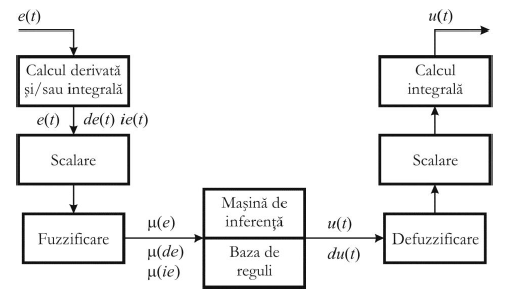 e(t)
Calcul derivată
și/sau integrală
e(t) de(t) ie(t)
Scalare
Fuzzificare
μ(e)
μ(de)
μ(ie)
Mașină de
inferență
Baza de
reguli
u(t)
du(t)
Defuzzificare
Scalare
Calcul
integrală
u(t)